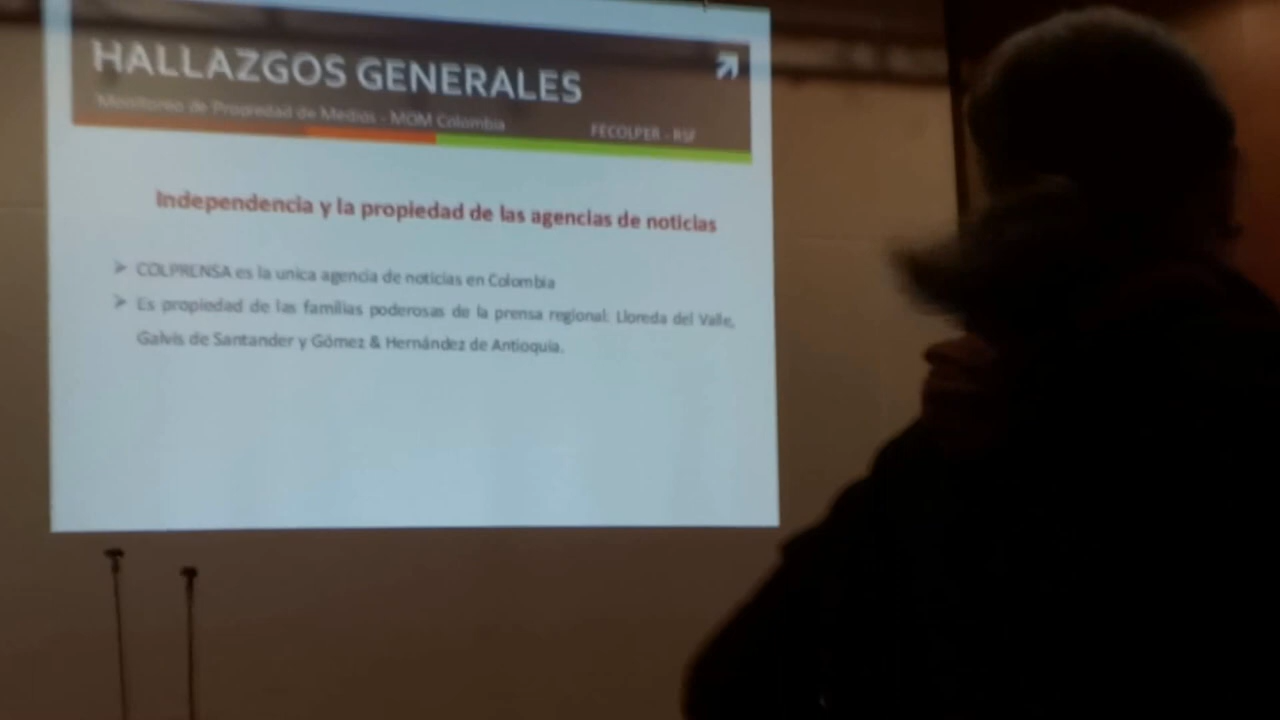 HALLAZGOS GENERALES
Monitoreo de Propiedad de Medios - MOM Colombia FECOLPER - RSF
Independencia y la propiedad de las agencias de noticias
➤ COLPRENSA es la unica agencia de noticias en Colombia
➤ Es propiedad de las familias poderosas de la prensa regional: Lloreda del Valle,
Galvis de Santander y Gómez & Hernández de Antioquia.